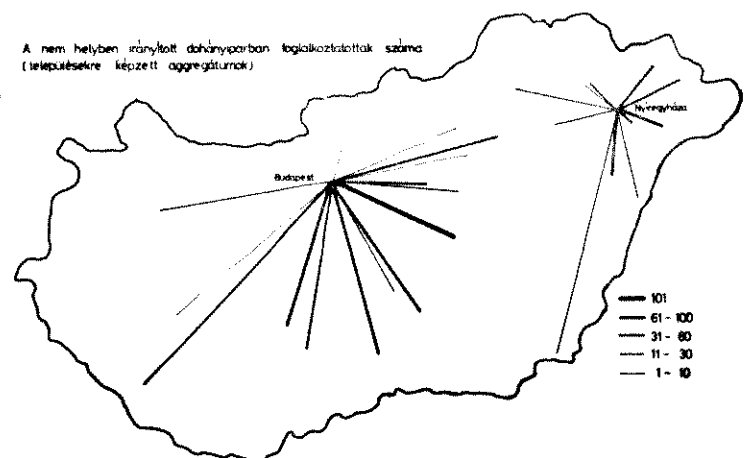 A nem helyben irányított dohányiparban foglalkoztatottak száma
(településekre képzett aggregátumok)
Nyíregyháza
Budapest
101
61 - 100
31 - 60
11 - 30
1 - 10